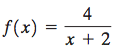 f(x) = 4 / (x + 2)